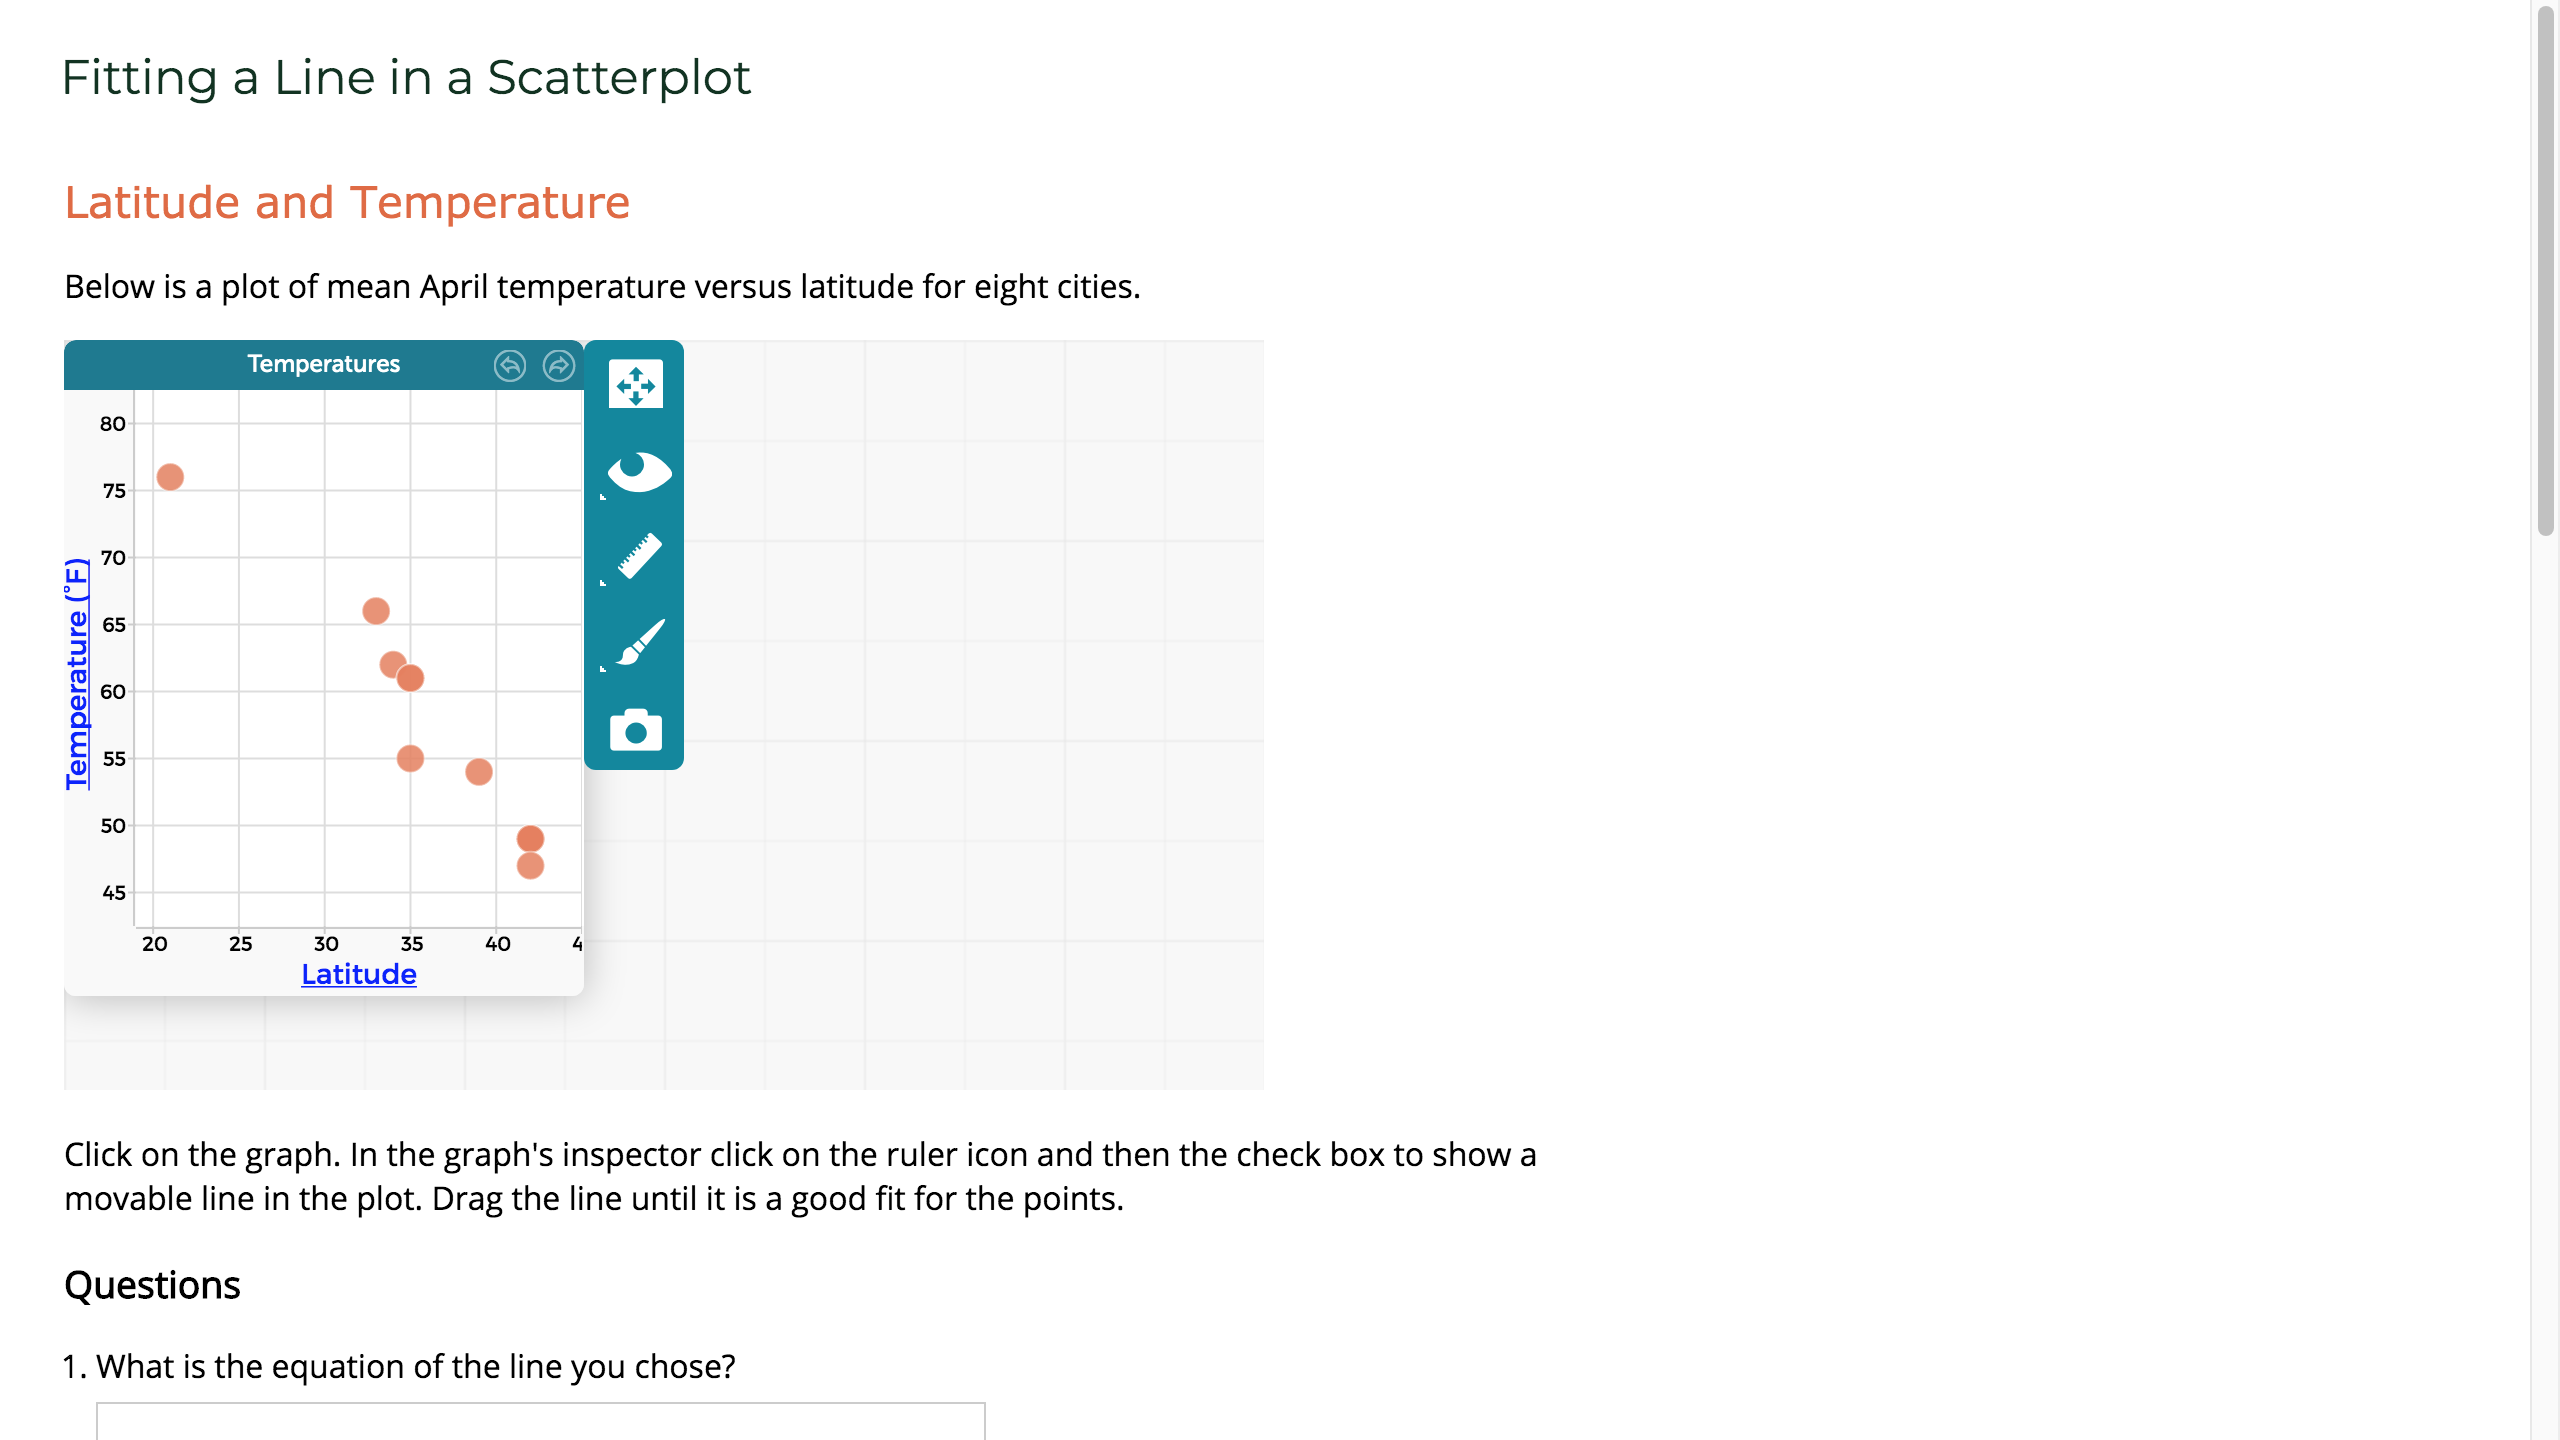 Fitting a Line in a Scatterplot
Latitude and Temperature
Below is a plot of mean April temperature versus latitude for eight cities.
Temperatures
80
75
70
65
60
55
50
45
Temperature (°F)
20 25 30 35 40 4
Latitude
Click on the graph. In the graph's inspector click on the ruler icon and then the check box to show a
movable line in the plot. Drag the line until it is a good fit for the points.
Questions
1. What is the equation of the line you chose?